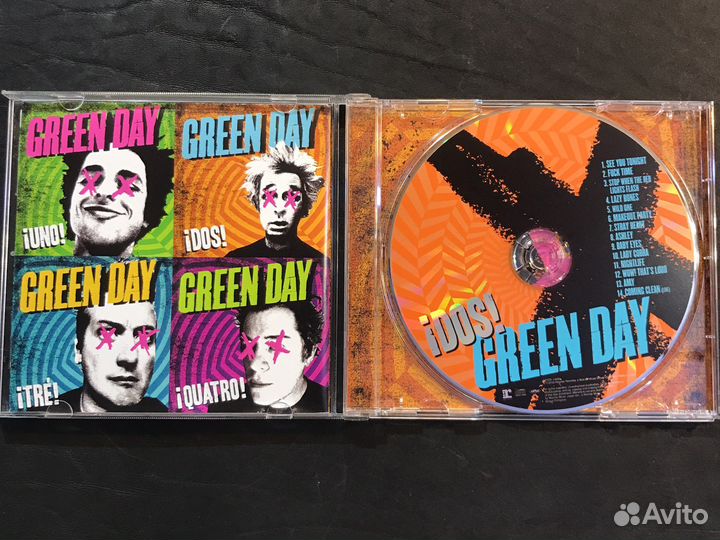 GREEN DAY
¡UNO!
GREEN DAY
¡DOS!
GREEN DAY
¡TRÉ!
GREEN DAY
¡QUATRO!
1. SEE YOU TONIGHT
2. FUCK TIME
3. STOP WHEN THE RED
LIGHTS FLASH
4. LAZY BONES
5. WILD ONE
6. MAKEOUT PARTY
7. STRAY HEART
8. ASHLEY
9. BABY EYES
10. LADY COBRA
11. NIGHTLIFE
12. WOW! THAT'S LOUD
13. AMY
14. COMING CLEAN
¡DOS!
GREEN DAY
Avito